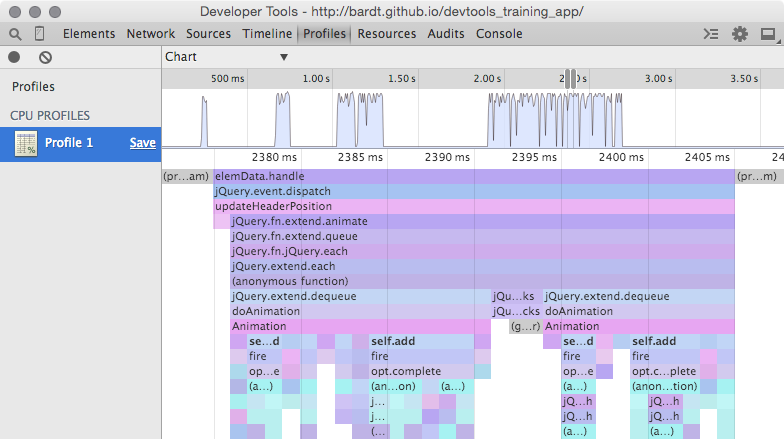 Developer Tools - http://bardt.github.io/devtools_training_app/
Elements Network Sources Timeline Profiles Resources Audits Console
Chart
Profiles
CPU PROFILES
Profile 1 Save
500 ms 1.00 s 1.50 s 2.00 s 3.00 s 3.50 s
2380 ms 2385 ms 2390 ms 2395 ms 2400 ms 2405 ms
(pr…am) elemData.handle (pr…m)
jQuery.event.dispatch
updateHeaderPosition
jQuery.fn.extend.animate
jQuery.fn.extend.queue
jQuery.fn.jQuery.each
jQuery.extend.each
(anonymous function)
jQuery.extend.dequeue jQu…ks jQuery.extend.dequeue
doAnimation jQu…cks doAnimation
Animation (g…r) Animation
se…d self.add se…d self.add
fire fire fire fire
op…e opt.complete op…e opt.c…plete
(a…) (an…on) (a…) (a…) (anon…tion)
j… jQ…h jQ…h
j… jQ…h jQ…h
(… (a…) (a…)